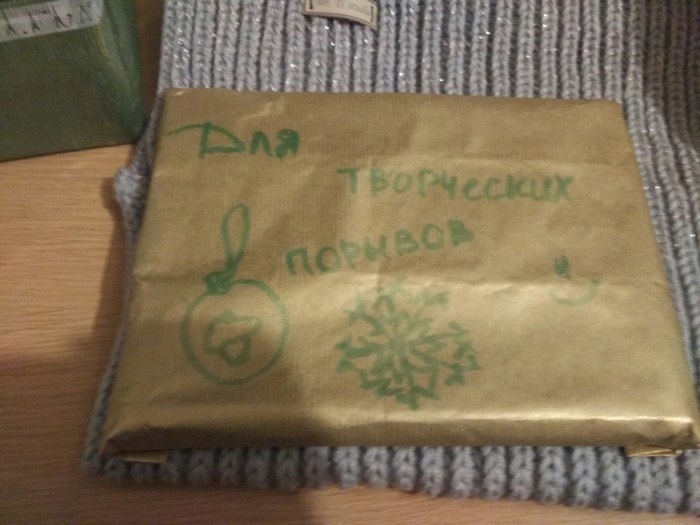 Для
творческих
порывов